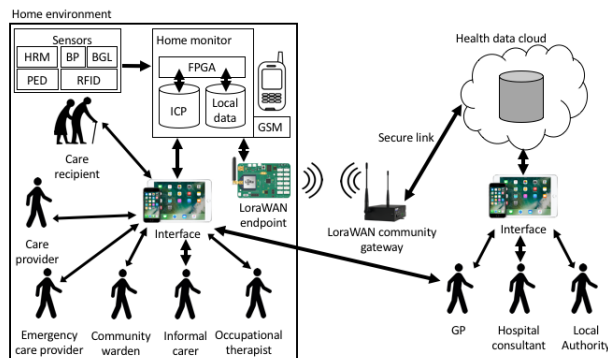 Home environment
Sensors
HRM
BP
BGL
PED
RFID
Home monitor
FPGA
ICP
Local
data
GSM
Health data cloud
Secure link
Care
recipient
Interface
LoraWAN
endpoint
LoraWAN community
gateway
Interface
Care
provider
Emergency
care provider
Community
warden
Informal
carer
Occupational
therapist
GP
Hospital
consultant
Local
Authority